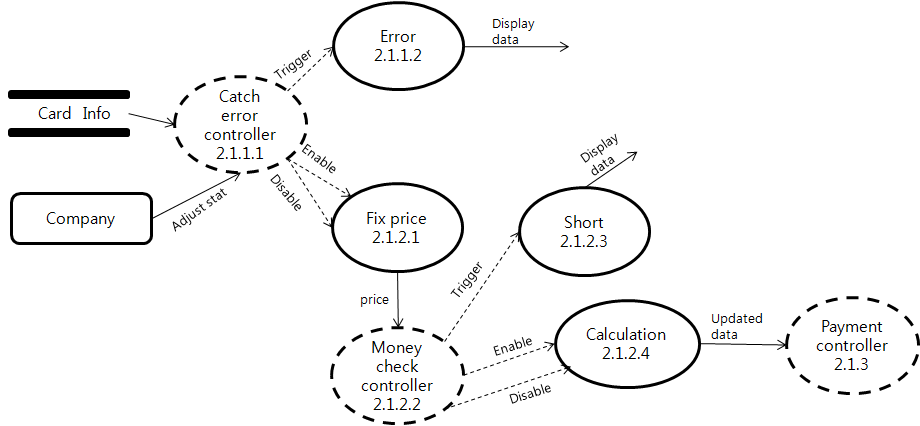 Error
2.1.1.2
Display
data
Trigger
Card Info
Catch
error
controller
2.1.1.1
Enable
Disable
Company
Adjust stat
Fix price
2.1.2.1
Display
data
Short
2.1.2.3
Trigger
price
Money
check
controller
2.1.2.2
Enable
Disable
Calculation
2.1.2.4
Updated
data
Payment
controller
2.1.3